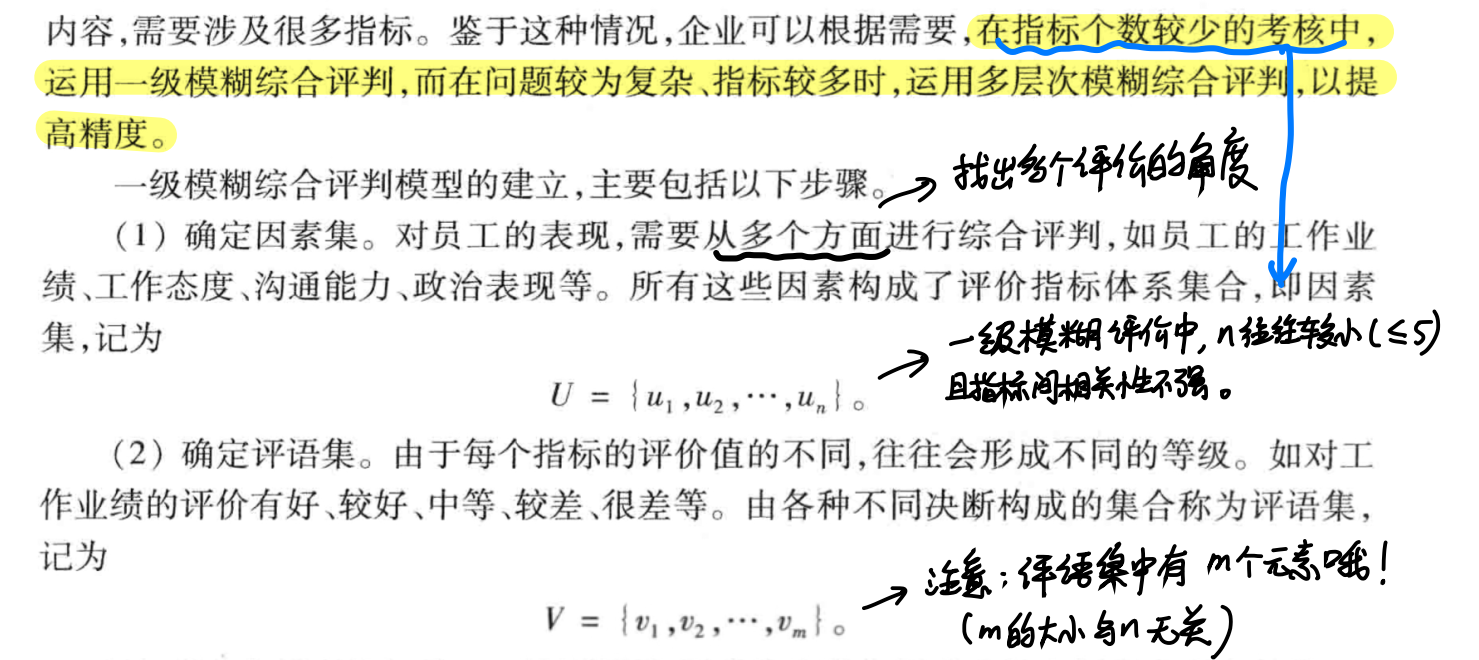 内容,需要涉及很多指标。鉴于这种情况,企业可以根据需要,在指标个数较少的考核中,
运用一级模糊综合评判,而在问题较为复杂、指标较多时,运用多层次模糊综合评判,以提
高精度。
一级模糊综合评判模型的建立,主要包括以下步骤。
找出多个评价的角度
(1) 确定因素集。对员工的表现,需要从多个方面进行综合评判,如员工的工作业
绩、工作态度、沟通能力、政治表现等。所有这些因素构成了评价指标体系集合,即因素
集,记为
一级模糊评价中,n往往较小(≤5)
且指标间相关性不强。
U = {u₁,u₂,⋯,uₙ}。
(2) 确定评语集。由于每个指标的评价值的不同,往往会形成不同的等级。如对工
作业绩的评价有好、较好、中等、较差、很差等。由各种不同决断构成的集合称为评语集,
记为
注意:评语集中有 m个元素哦!
V = {v₁,v₂,⋯,vₘ}。
(m的大小与n无关)